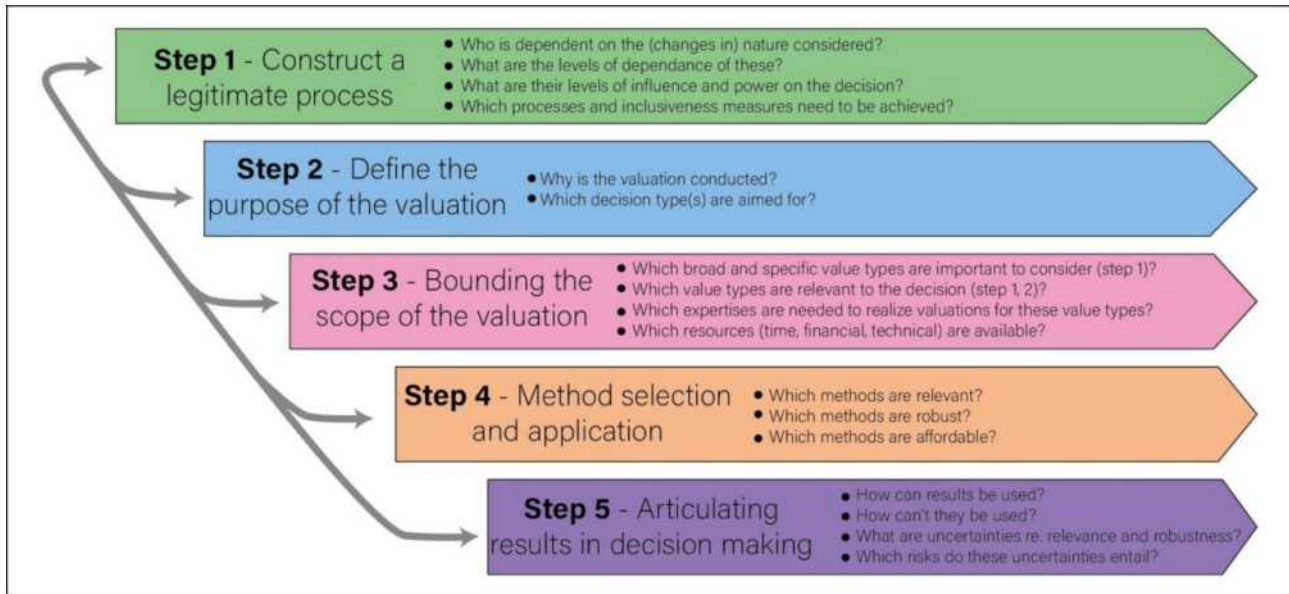 Step 1 - Construct a
legitimate process
● Who is dependent on the (changes in) nature considered?
● What are the levels of dependance of these?
● What are their levels of influence and power on the decision?
● Which processes and inclusiveness measures need to be achieved?
Step 2 - Define the
purpose of the valuation
● Why is the valuation conducted?
● Which decision type(s) are aimed for?
Step 3 - Bounding the
scope of the valuation
● Which broad and specific value types are important to consider (step 1)?
● Which value types are relevant to the decision (step 1, 2)?
● Which expertises are needed to realize valuations for these value types?
● Which resources (time, financial, technical) are available?
Step 4 - Method selection
and application
● Which methods are relevant?
● Which methods are robust?
● Which methods are affordable?
Step 5 - Articulating
results in decision making
● How can results be used?
● How can't they be used?
● What are uncertainties re. relevance and robustness?
● Which risks do these uncertainties entail?